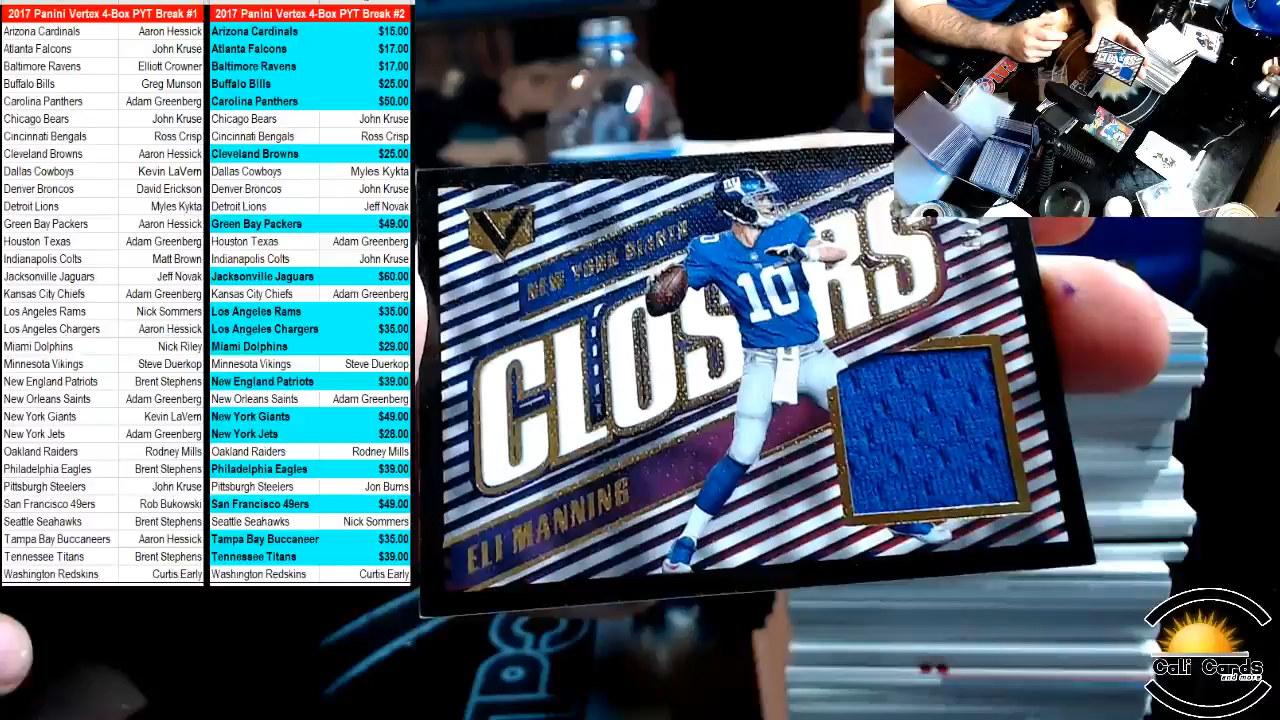 2017 Panini Vertex 4-Box PYT Break #1
Arizona Cardinals Aaron Hessick
Atlanta Falcons John Kruse
Baltimore Ravens Elliott Crowner
Buffalo Bills Greg Munson
Carolina Panthers Adam Greenberg
Chicago Bears John Kruse
Cincinnati Bengals Ross Crisp
Cleveland Browns Aaron Hessick
Dallas Cowboys Kevin LaVern
Denver Broncos David Erickson
Detroit Lions Myles Kykta
Green Bay Packers Aaron Hessick
Houston Texas Adam Greenberg
Indianapolis Colts Matt Brown
Jacksonville Jaguars Jeff Novak
Kansas City Chiefs Adam Greenberg
Los Angeles Rams Nick Sommers
Los Angeles Chargers Aaron Hessick
Miami Dolphins Nick Riley
Minnesota Vikings Steve Duerkop
New England Patriots Brent Stephens
New Orleans Saints Adam Greenberg
New York Giants Kevin LaVern
New York Jets Adam Greenberg
Oakland Raiders Rodney Mills
Philadelphia Eagles Brent Stephens
Pittsburgh Steelers John Kruse
San Francisco 49ers Rob Bukowski
Seattle Seahawks Brent Stephens
Tampa Bay Buccaneers Aaron Hessick
Tennessee Titans Brent Stephens
Washington Redskins Curtis Early
2017 Panini Vertex 4-Box PYT Break #2
Arizona Cardinals $15.00
Atlanta Falcons $17.00
Baltimore Ravens $17.00
Buffalo Bills $25.00
Carolina Panthers $50.00
Chicago Bears John Kruse
Cincinnati Bengals Ross Crisp
Cleveland Browns $25.00
Dallas Cowboys Myles Kykta
Denver Broncos John Kruse
Detroit Lions Jeff Novak
Green Bay Packers $49.00
Houston Texas Adam Greenberg
Indianapolis Colts John Kruse
Jacksonville Jaguars $60.00
Kansas City Chiefs Adam Greenberg
Los Angeles Rams $35.00
Los Angeles Chargers $35.00
Miami Dolphins $29.00
Minnesota Vikings Steve Duerkop
New England Patriots $39.00
New Orleans Saints Adam Greenberg
New York Giants $49.00
New York Jets $28.00
Oakland Raiders Rodney Mills
Philadelphia Eagles $39.00
Pittsburgh Steelers Jon Burns
San Francisco 49ers $49.00
Seattle Seahawks Nick Sommers
Tampa Bay Buccaneer $35.00
Tennessee Titans $39.00
Washington Redskins Curtis Early
V
NEW YORK GIANTS
CLOSERS
10
ELI MANNING
Cali Cards
and more